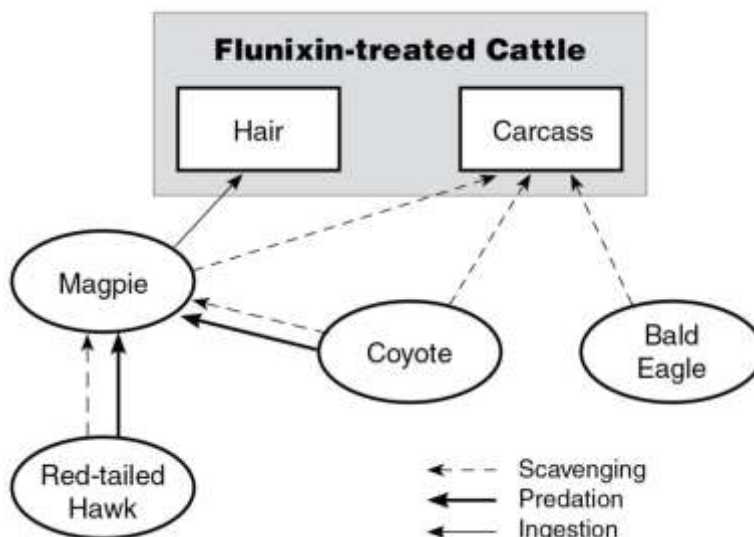 Flunixin-treated Cattle
Hair
Carcass
Magpie
Coyote
Bald
Eagle
Red-tailed
Hawk
Scavenging
Predation
Ingestion